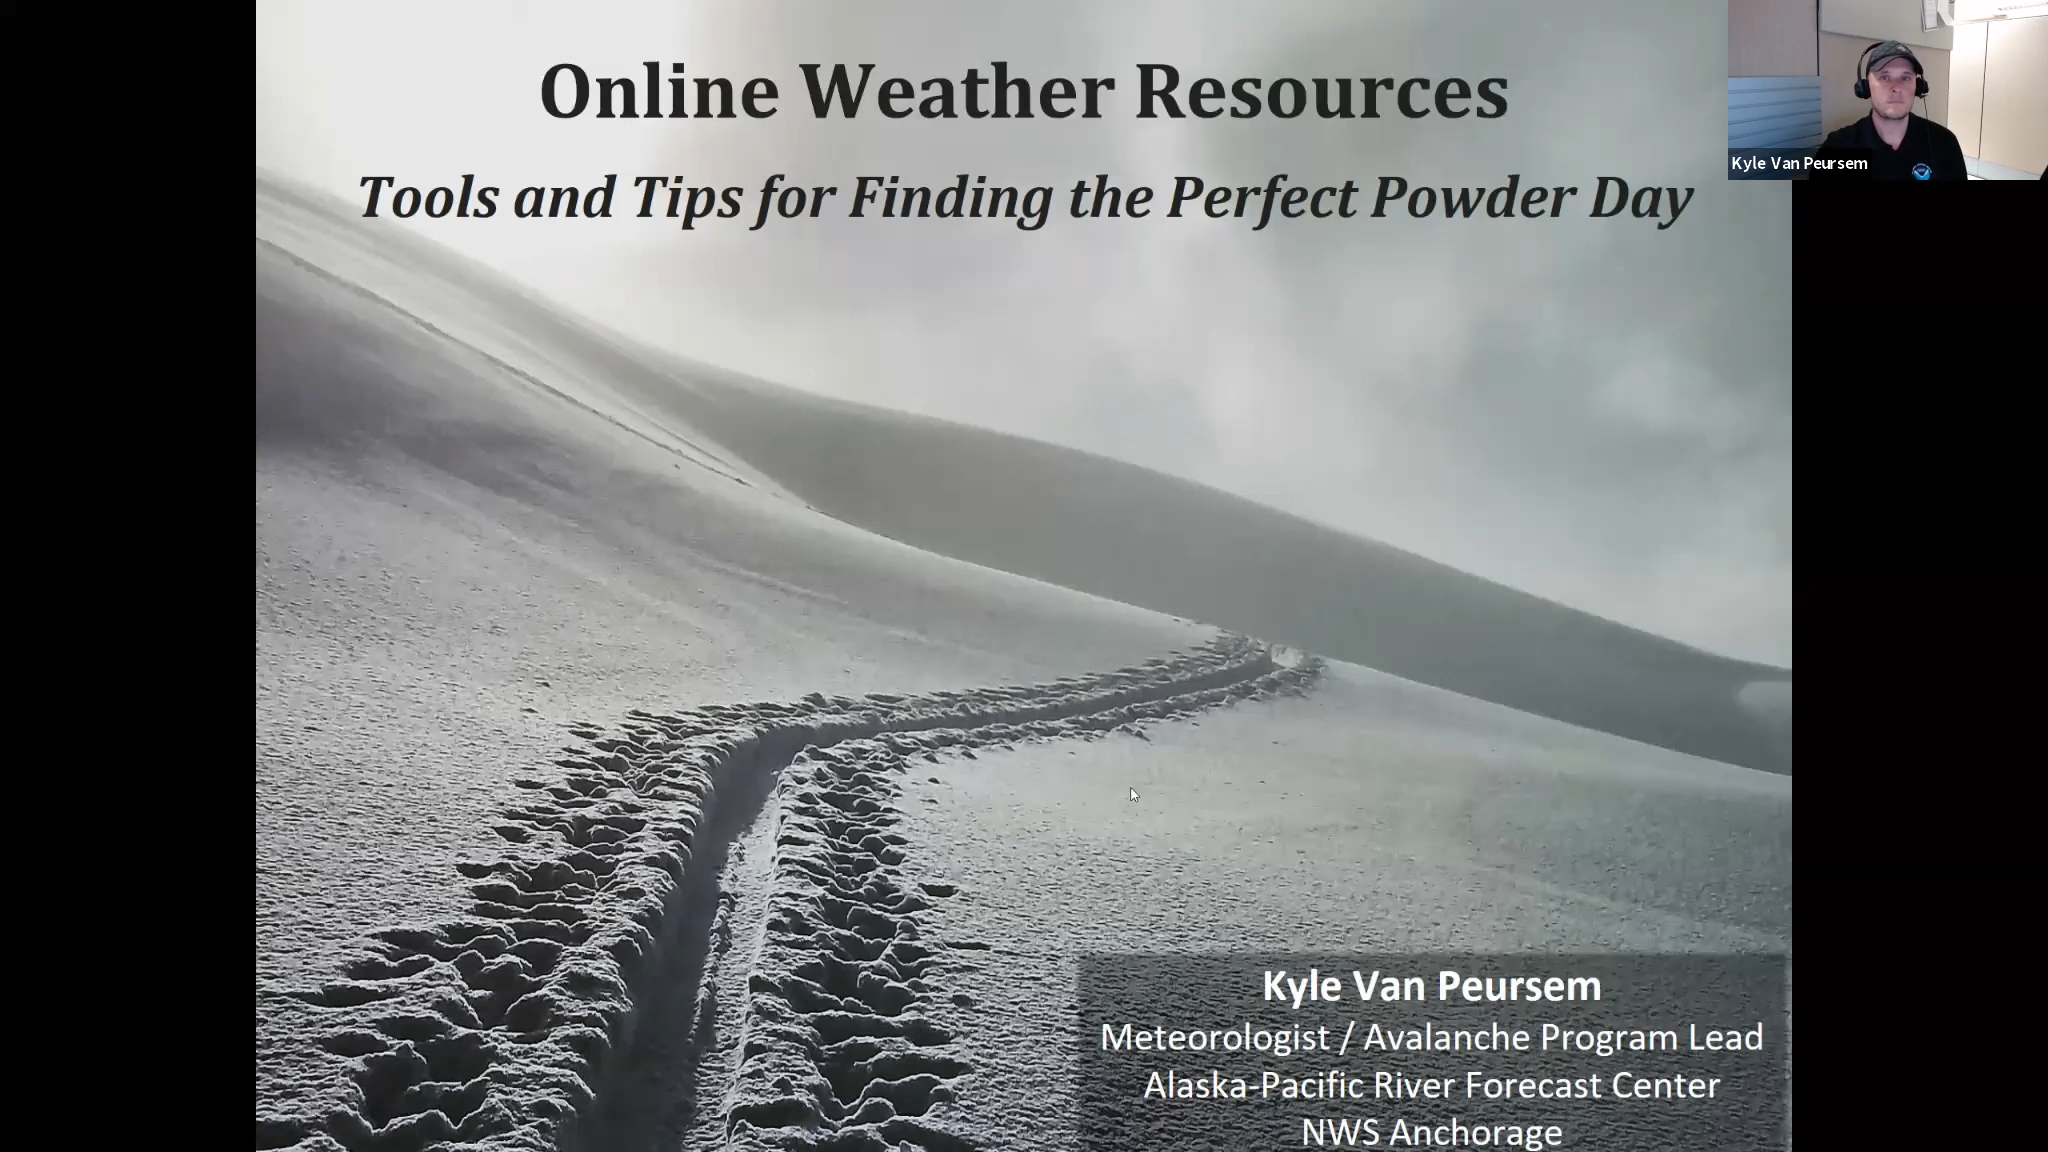 Online Weather Resources
Tools and Tips for Finding the Perfect Powder Day
Kyle Van Peursem
Kyle Van Peursem
Meteorologist / Avalanche Program Lead
Alaska-Pacific River Forecast Center
NWS Anchorage